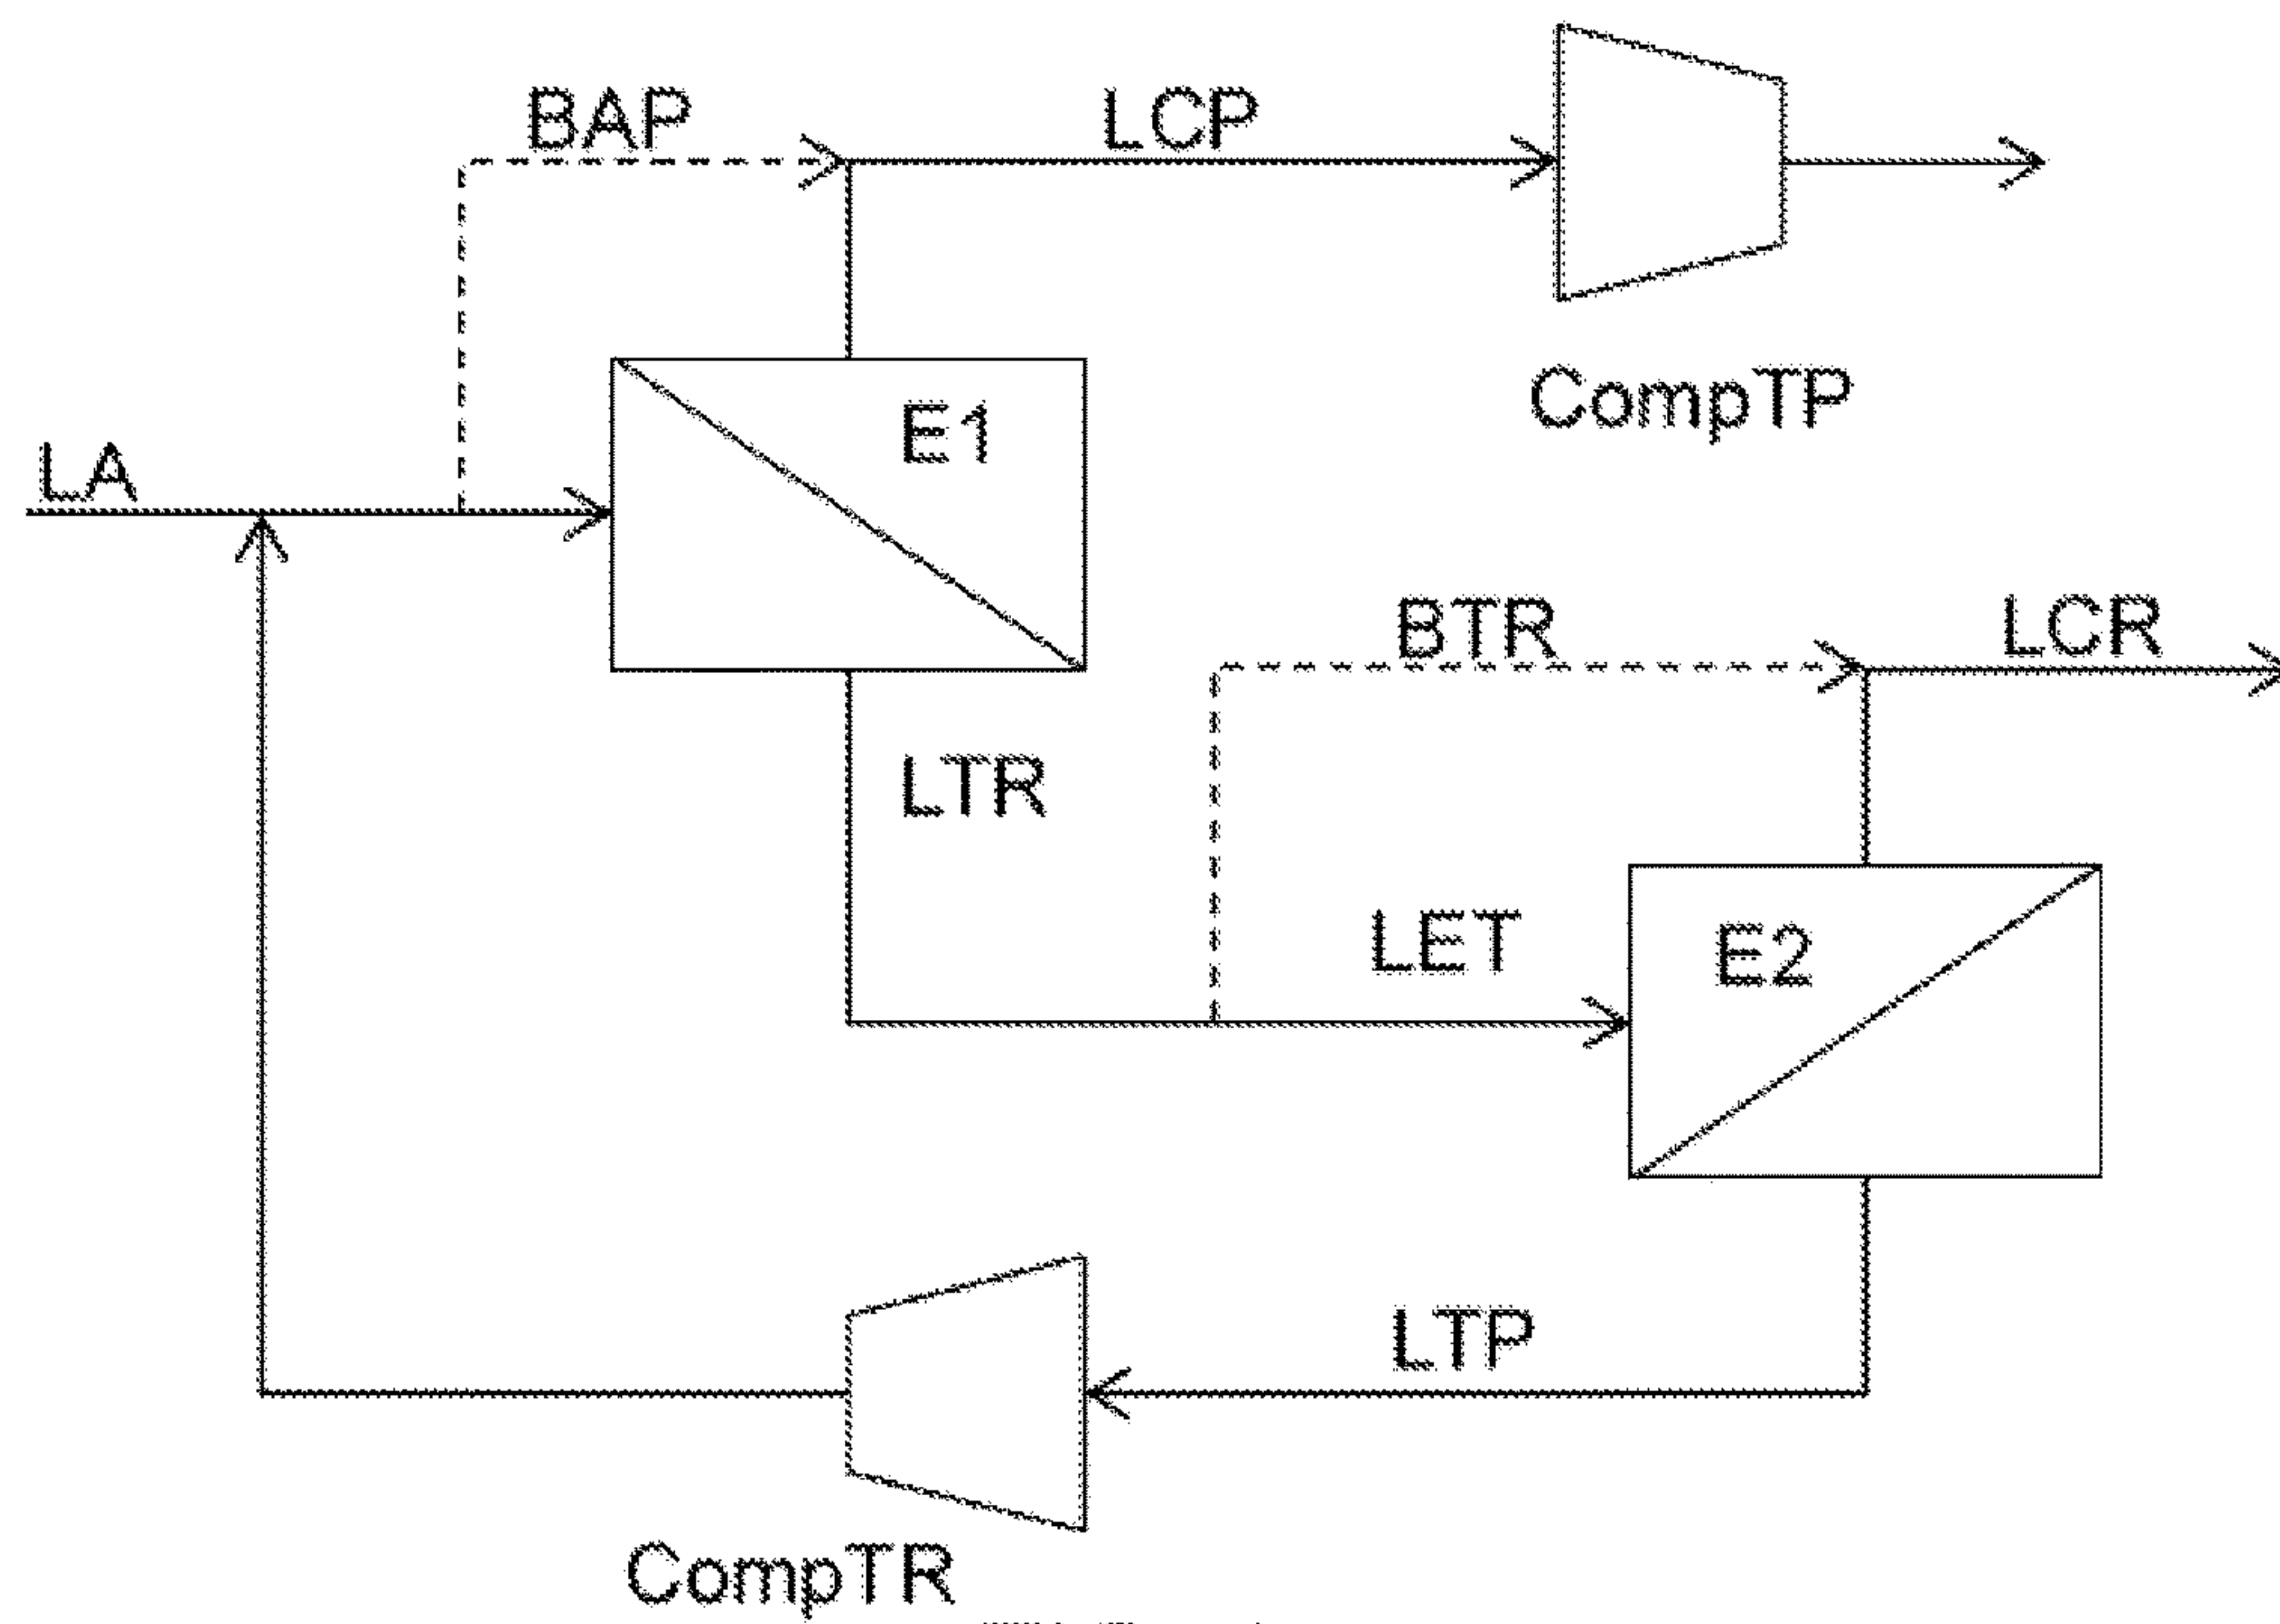 BAP
LCP
CompTP
E1
LA
BTR
LCR
LTR
LET
E2
LTP
CompTR